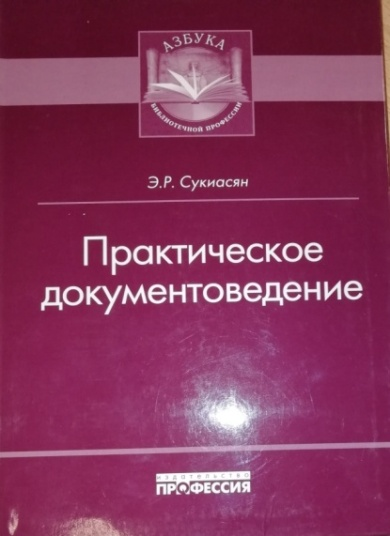 АЗБУКА
БИБЛИОТЕЧНОЙ ПРОФЕССИИ
Э.Р. Сукиасян
Практическое
документоведение
издательство
ПРОФЕССИЯ